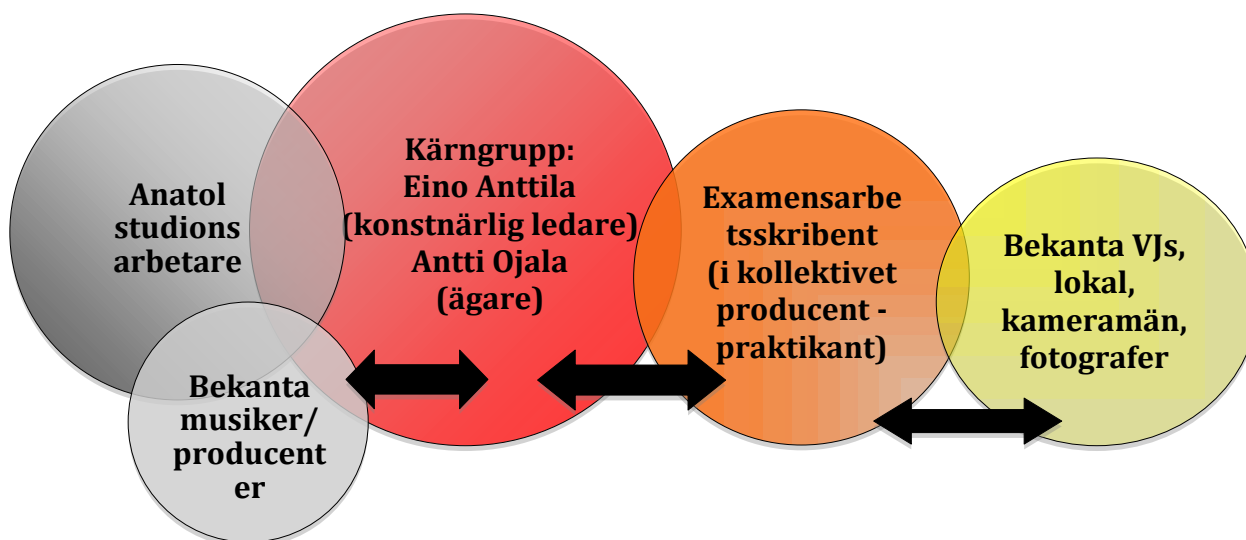 Anatol
studions
arbetare
Kärngrupp:
Eino Anttila
(konstnärlig ledare)
Antti Ojala
(ägare)
Bekanta
musiker/
producent
er
Examensarbe
tsskribent
(i kollektivet
producent -
praktikant)
Bekanta VJs,
lokal,
kameramän,
fotografer